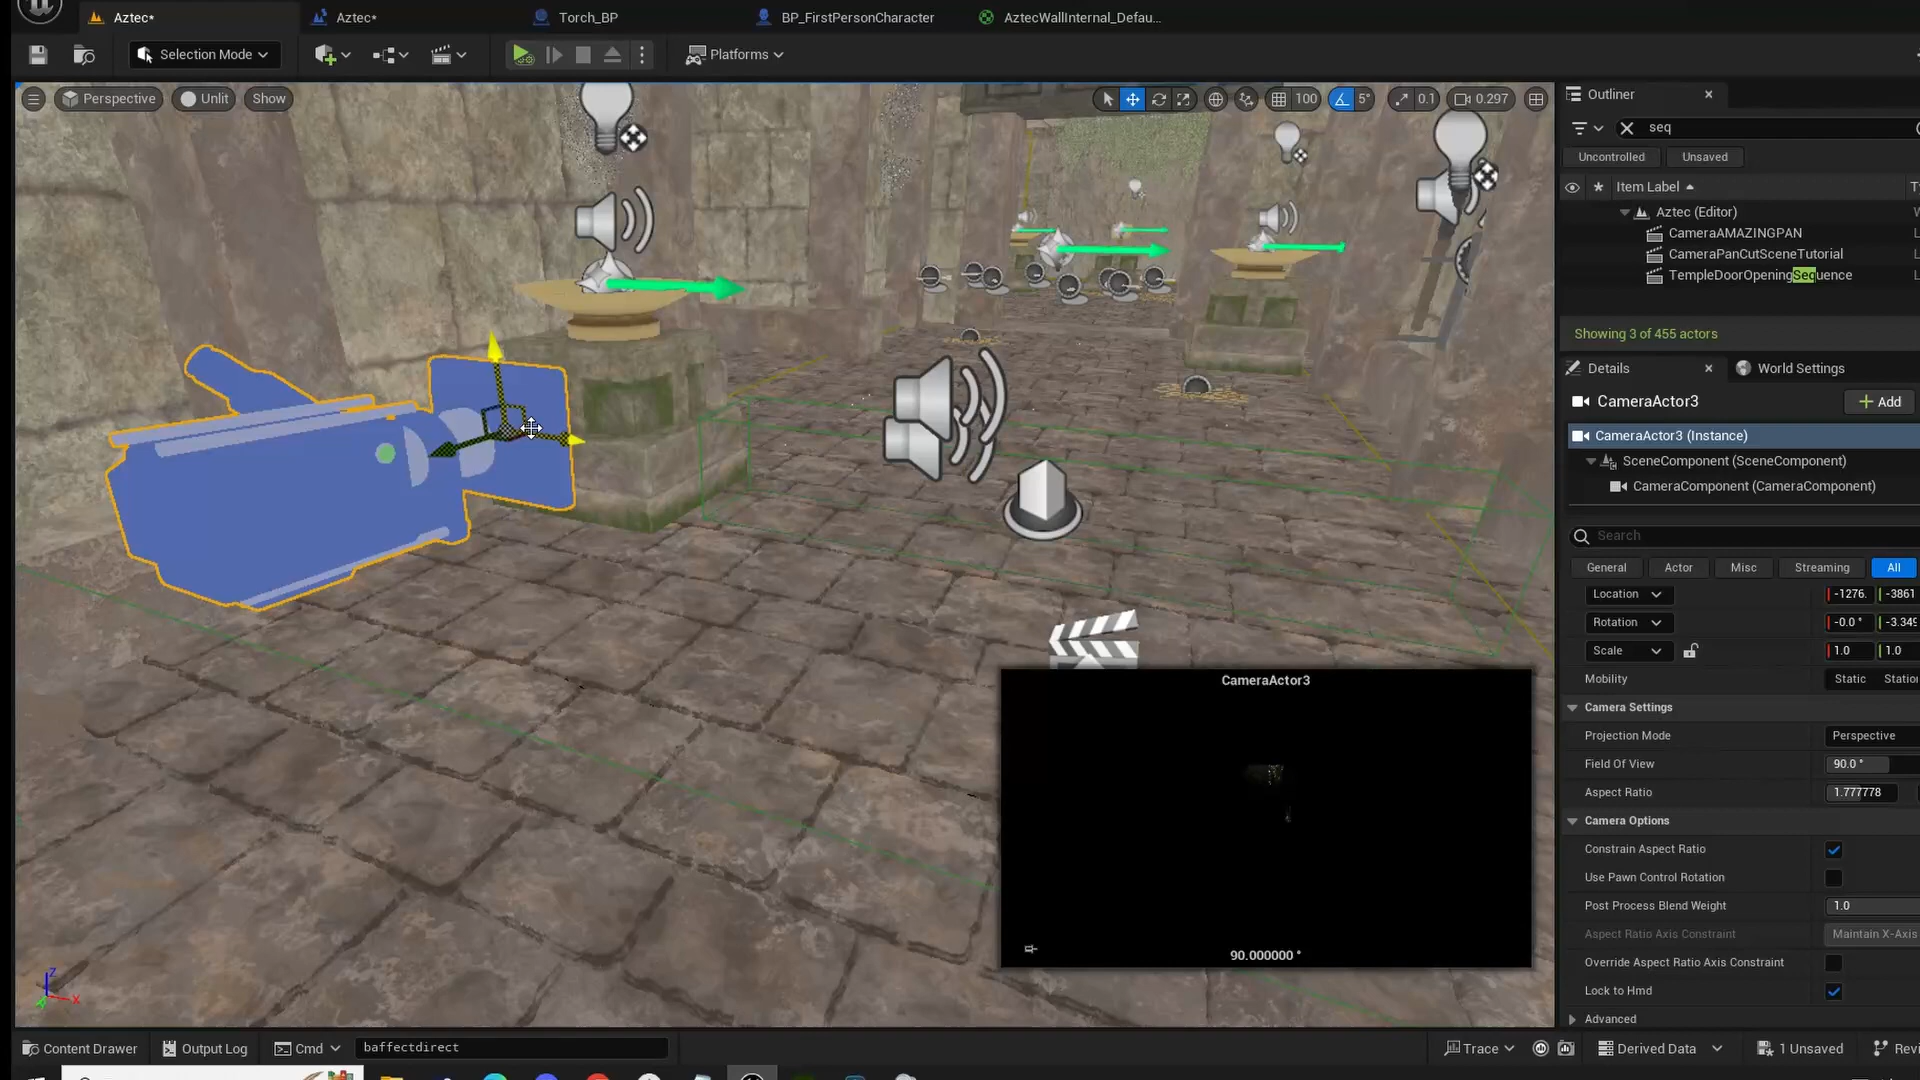 Aztec*
Aztec*
Torch_BP
BP_FirstPersonCharacter
AztecWallInternal_Defau...
Selection Mode
Platforms
Perspective
Unlit
Show
100
5°
0.1
0.297
Outliner
seq
Uncontrolled
Unsaved
Item Label
Aztec (Editor)
CameraAMAZINGPAN
CameraPanCutSceneTutorial
TempleDoorOpeningSequence
Showing 3 of 455 actors
Details
World Settings
CameraActor3
+ Add
CameraActor3 (Instance)
SceneComponent (SceneComponent)
CameraComponent (CameraComponent)
Search
General
Actor
Misc
Streaming
All
Location
-1276.
-3861
Rotation
-0.0 °
-3.349
Scale
1.0
1.0
Mobility
Static
Statio
Camera Settings
Projection Mode
Perspective
Field Of View
90.0 °
Aspect Ratio
1.777778
Camera Options
Constrain Aspect Ratio
Use Pawn Control Rotation
Post Process Blend Weight
1.0
Aspect Ratio Axis Constraint
Maintain X-Axis
Override Aspect Ratio Axis Constraint
Lock to Hmd
Advanced
CameraActor3
90.000000 °
Z
X
Content Drawer
Output Log
Cmd
baffectdirect
Trace
Derived Data
1 Unsaved
Revi